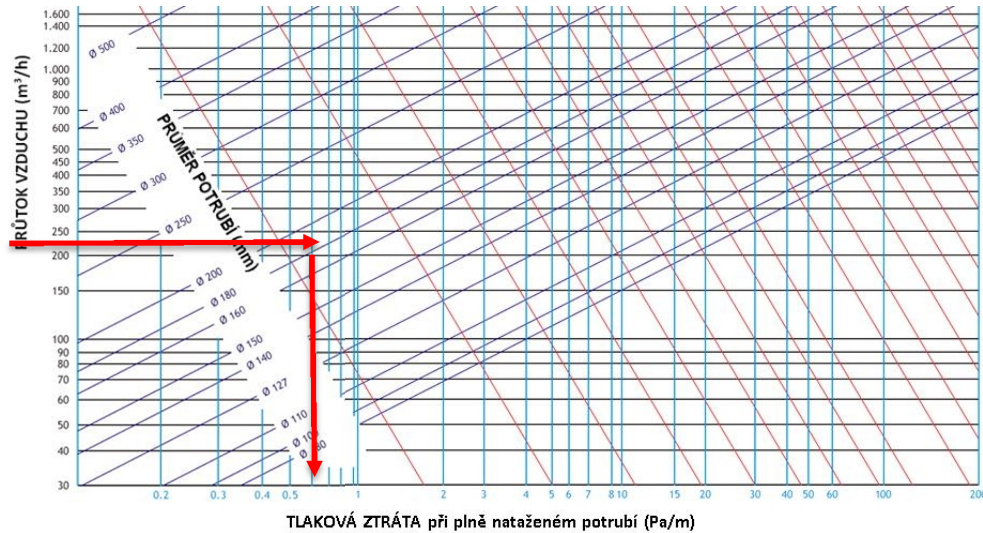 1.600
1.400
1.200
1.000
900
800
700
600
500
450
400
350
300
250
200
150
100
90
80
70
60
50
40
30
PRŮTOK VZDUCHU (m³/h)
PRŮMĚR POTRUBÍ (mm)
Ø 500
Ø 400
Ø 350
Ø 300
Ø 250
Ø 200
Ø 180
Ø 160
Ø 150
Ø 140
Ø 127
Ø 110
Ø 80
0.2 0.3 0.4 0.5 1 2 3 4 5 6 7 8 10 15 20 30 40 50 60 100 200
TLAKOVÁ ZTRÁTA při plně nataženém potrubí (Pa/m)